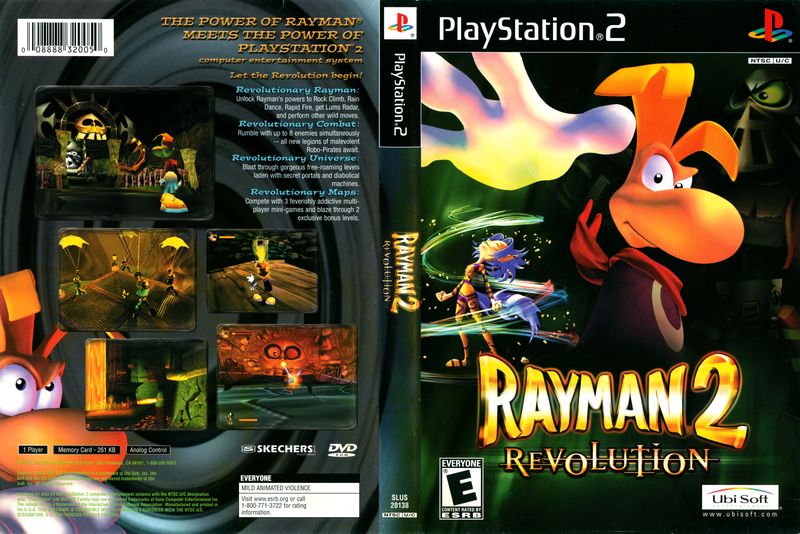 0 08888 32005 0
THE POWER OF RAYMAN®
MEETS THE POWER OF
PLAYSTATION®2
computer entertainment system
Let the Revolution begin!
Revolutionary Rayman:
Unlock Rayman's powers to Rock Climb, Rain
Dance, Rapid Fire, get Lums Radar,
and perform other wild moves.
Revolutionary Combat:
Rumble with up to 8 enemies simultaneously
-- all new legions of malevolent
Robo-Pirates await.
Revolutionary Universe:
Blast through gorgeous free-roaming levels
laden with secret portals and diabolical
machines.
Revolutionary Maps:
Compete with 3 feverishly addictive multi-
player mini-games and blaze through 2
exclusive bonus levels.
1 Player
Memory Card - 261 KB
Analog Control
SKECHERS
DVD
EVERYONE
MILD ANIMATED VIOLENCE
Visit www.esrb.org or call
1-800-771-3722 for rating
information.
PlayStation®2
RAYMAN 2
REVOLUTION
SLUS
20138
NTSC U/C
PlayStation®2
NTSC U/C
RAYMAN 2
REVOLUTION
EVERYONE
E
CONTENT RATED BY
ESRB
Ubi Soft
www.ubisoft.com